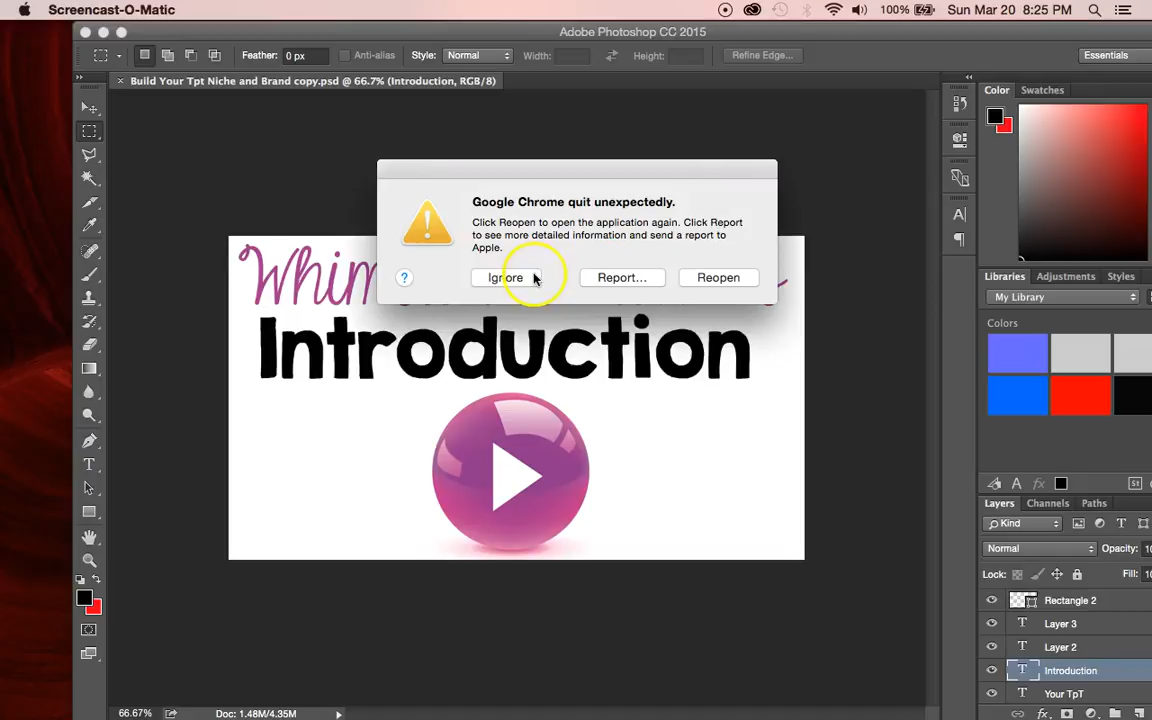 Screencast-O-Matic 100% Sun Mar 20 8:25 PM
Adobe Photoshop CC 2015
Feather: 0 px Anti-alias Style: Normal Width: Height: Refine Edge... Essentials
× Build Your Tpt Niche and Brand copy.psd @ 66.7% (Introduction, RGB/8)
Color Swatches
Google Chrome quit unexpectedly.
Click Reopen to open the application again. Click Report
to see more detailed information and send a report to
Apple.
? Ignore Report... Reopen
Whim
Introduction
Libraries Adjustments Styles
My Library
Colors
Layers Channels Paths
Kind
Normal Opacity: 10
Lock: Fill: 10
Rectangle 2
Layer 3
Layer 2
Introduction
Your TpT
66.67% Doc: 1.48M/4.35M